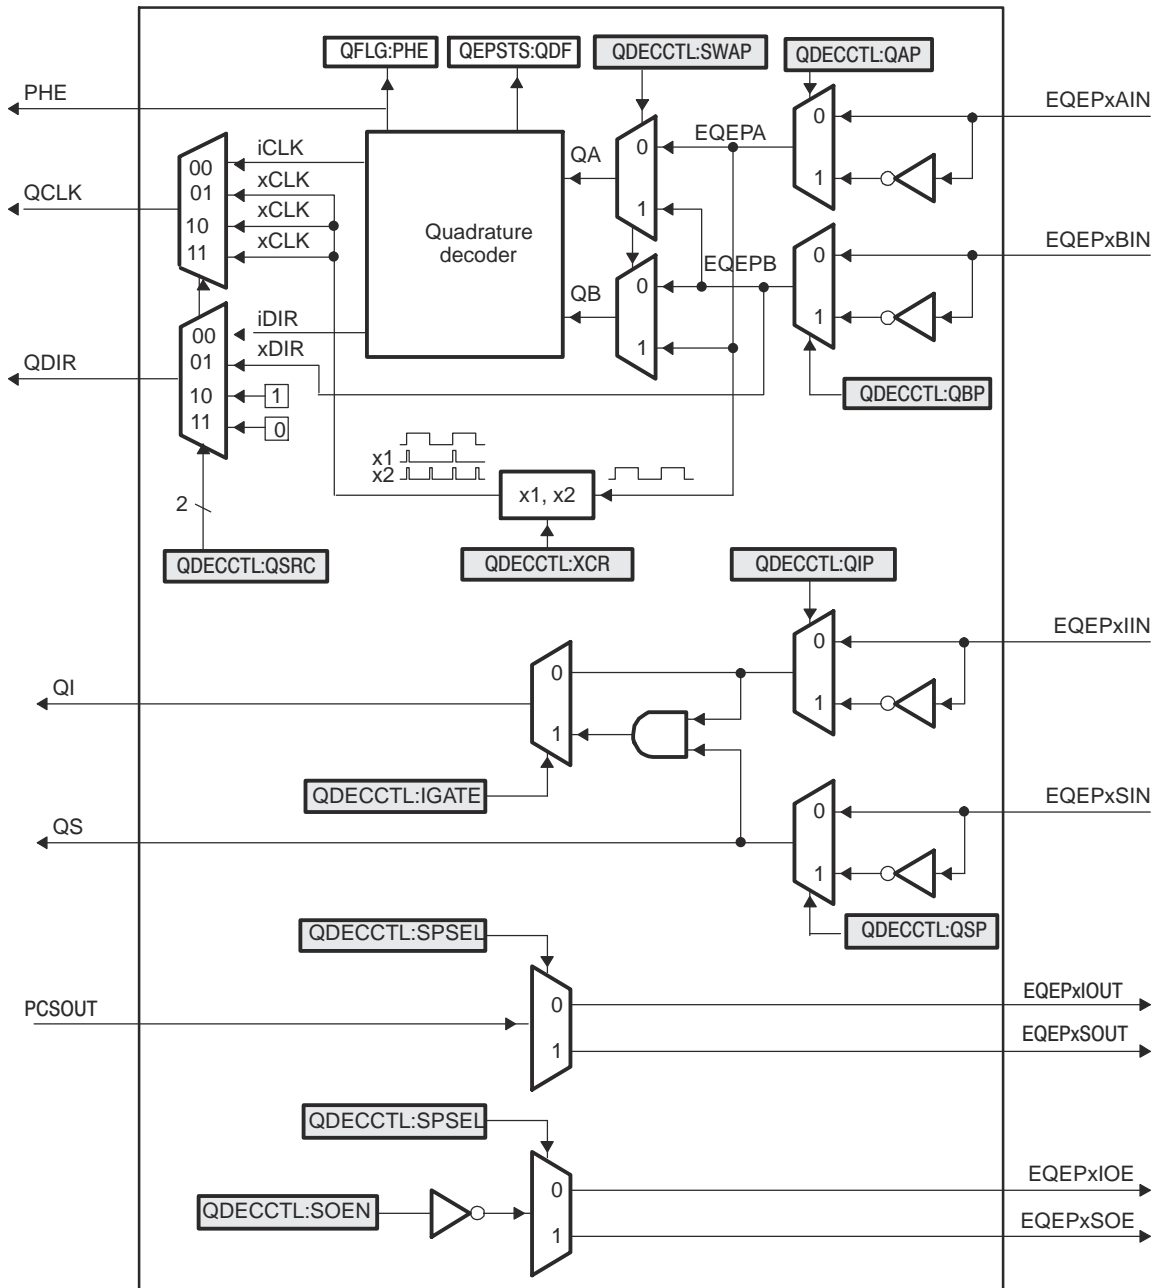 QFLG:PHE
QEPSTS:QDF
QDECCTL:SWAP
QDECCTL:QAP
PHE
EQEPxAIN
0
EQEPA
0
iCLK
QA
00
xCLK
01
1
QCLK
xCLK
1
10
xCLK
11
Quadrature
decoder
EQEPxBIN
0
EQEPB
0
QB
iDIR
1
00
xDIR
01
1
QDIR
10
1
QDECCTL:QBP
11
0
x1
x2
x1, x2
2
QDECCTL:QSRC
QDECCTL:XCR
QDECCTL:QIP
EQEPxIIN
0
0
QI
1
1
QDECCTL:IGATE
EQEPxSIN
0
QS
1
QDECCTL:SPSEL
QDECCTL:QSP
EQEPxIOUT
PCSOUT
0
EQEPxSOUT
1
QDECCTL:SPSEL
EQEPxIOE
0
QDECCTL:SOEN
EQEPxSOE
1